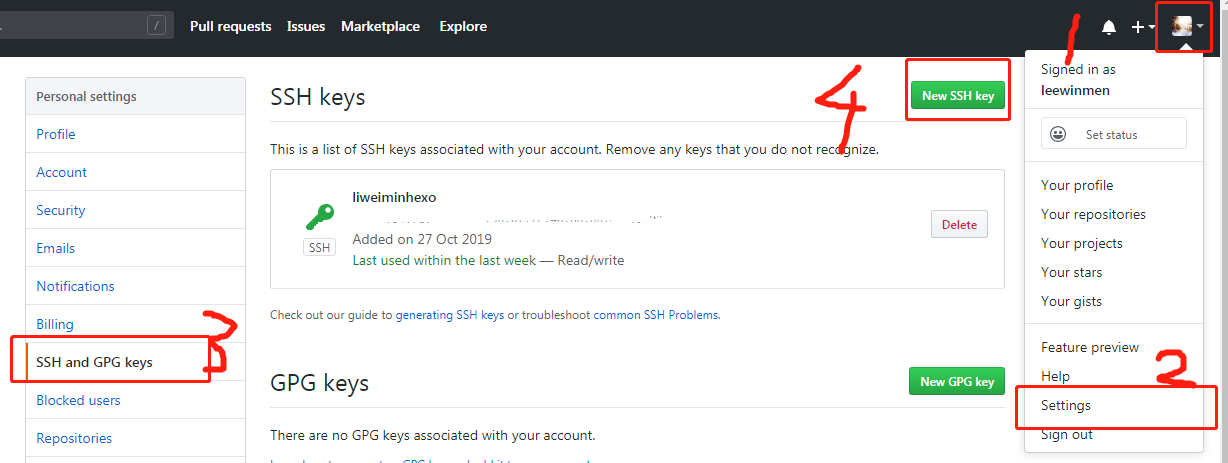 /
Pull requests
Issues
Marketplace
Explore
1
Personal settings
Profile
Account
Security
Emails
Notifications
Billing
SSH and GPG keys
3
Blocked users
Repositories
SSH keys
4
New SSH key
This is a list of SSH keys associated with your account. Remove any keys that you do not recognize.
liweiminhexo
SSH
Added on 27 Oct 2019
Last used within the last week — Read/write
Delete
Check out our guide to generating SSH keys or troubleshoot common SSH Problems.
GPG keys
New GPG key
There are no GPG keys associated with your account.
Signed in as
leewinmen
Set status
Your profile
Your repositories
Your projects
Your stars
Your gists
Feature preview
Help
2
Settings
Sign out